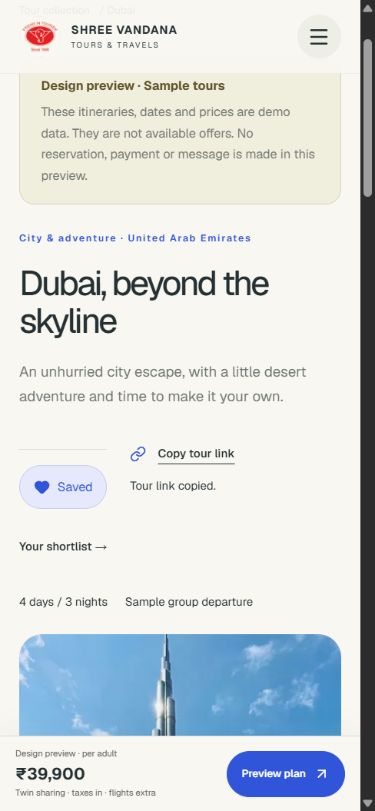 Tour collection / Dubai
SHREE VANDANA
TOURS & TRAVELS
Design preview · Sample tours
These itineraries, dates and prices are demo
data. They are not available offers. No
reservation, payment or message is made in this
preview.
City & adventure · United Arab Emirates
Dubai, beyond the
skyline
An unhurried city escape, with a little desert
adventure and time to make it your own.
Saved
Copy tour link
Tour link copied.
Your shortlist →
4 days / 3 nights Sample group departure
Design preview · per adult
₹39,900
Twin sharing · taxes in · flights extra
Preview plan